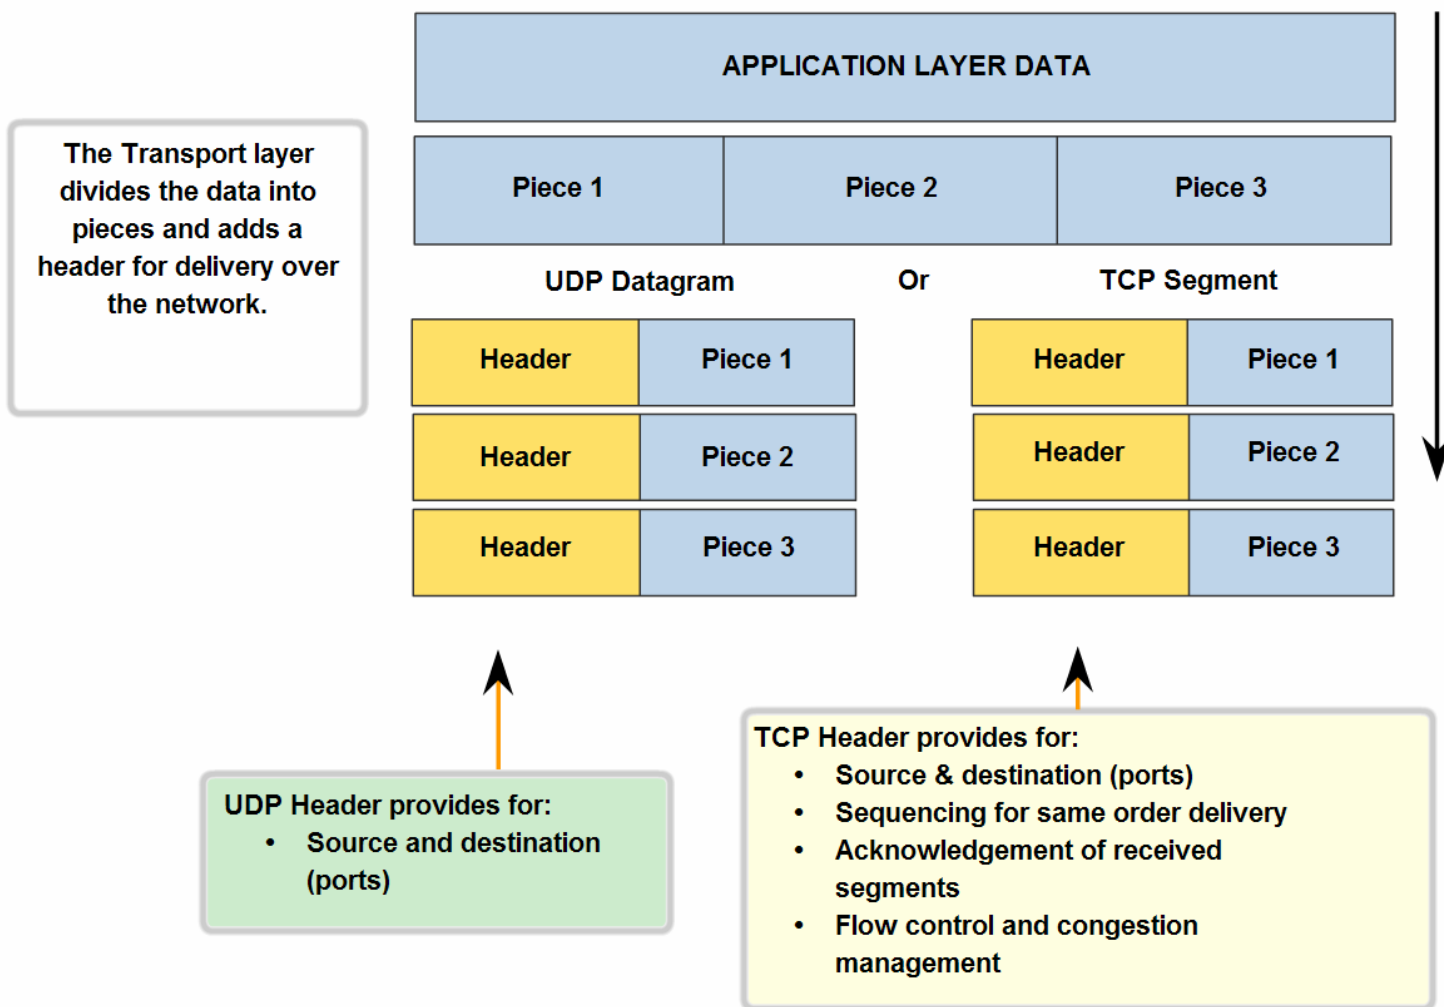 APPLICATION LAYER DATA
The Transport layer
divides the data into
pieces and adds a
header for delivery over
the network.
Piece 1 Piece 2 Piece 3
UDP Datagram Or TCP Segment
Header Piece 1 Header Piece 1
Header Piece 2 Header Piece 2
Header Piece 3 Header Piece 3
UDP Header provides for:
• Source and destination
(ports)
TCP Header provides for:
• Source & destination (ports)
• Sequencing for same order delivery
• Acknowledgement of received
segments
• Flow control and congestion
management